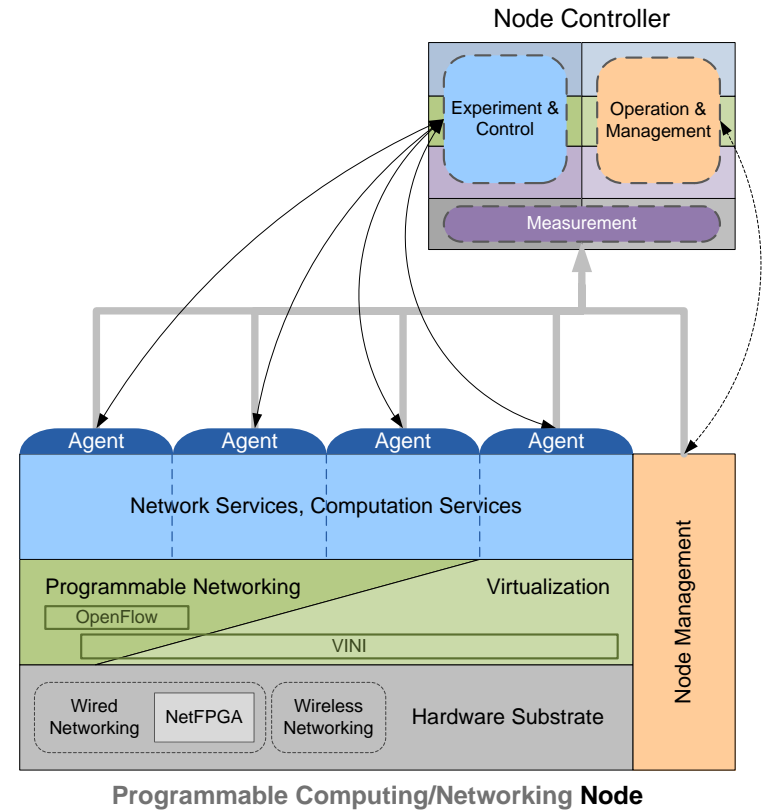 Node Controller
Experiment &
Control
Operation &
Management
Measurement
Agent
Agent
Agent
Agent
Network Services, Computation Services
Programmable Networking
Virtualization
OpenFlow
VINI
Wired
Networking
NetFPGA
Wireless
Networking
Hardware Substrate
Node Management
Programmable Computing/Networking Node